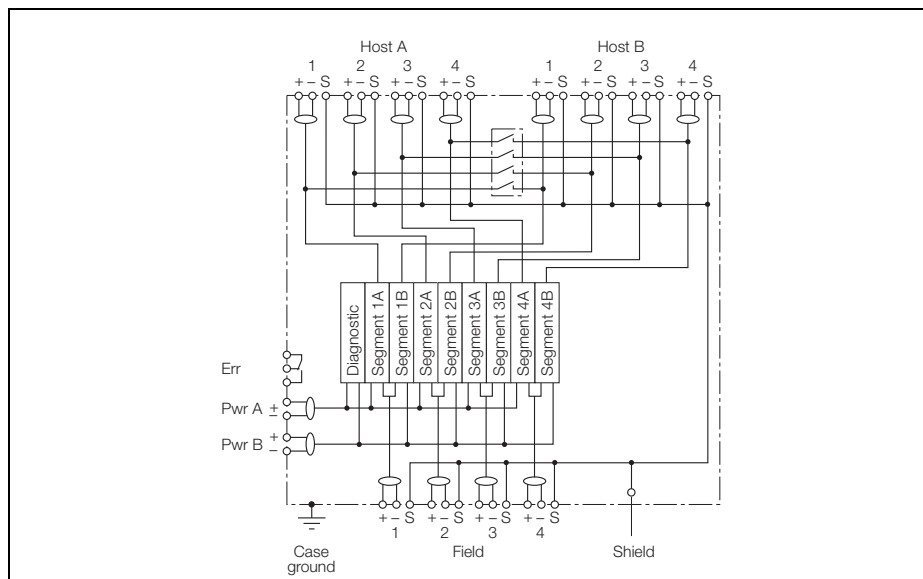 Host A Host B
1 2 3 4 1 2 3 4
+ − S + − S + − S + − S + − S + − S + − S + − S
Diagnostic
Segment 1A
Segment 1B
Segment 2A
Segment 2B
Segment 3A
Segment 3B
Segment 4A
Segment 4B
Err
Pwr A + −
Pwr B + −
+ − S + − S + − S + − S
1 2 3 4
Case
ground
Field
Shield